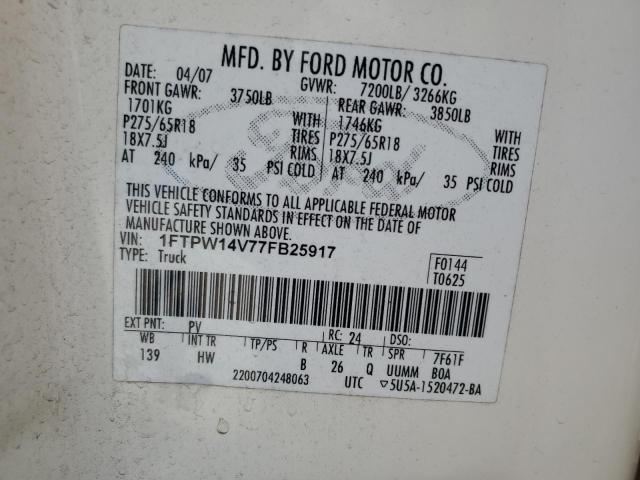 MFD. BY FORD MOTOR CO.
DATE: 04/07 GVWR: 7200LB/ 3266KG
FRONT GAWR: 3750LB REAR GAWR: 3850LB
1701KG WITH 1746KG WITH
P275/65R18 TIRES P275/65R18 TIRES
18X7.5J RIMS 18X7.5J RIMS
AT 240 kPa/ 35 PSI COLD AT 240 kPa/ 35 PSI COLD
THIS VEHICLE CONFORMS TO ALL APPLICABLE FEDERAL MOTOR
VEHICLE SAFETY STANDARDS IN EFFECT ON THE DATE OF
MANUFACTURE SHOWN ABOVE.
VIN: 1FTPW14V77FB25917
TYPE: Truck
F0144
T0625
EXT PNT: PV RC: 24 DSO:
WB INT TR TP/PS R AXLE TR SPR 7F61F
139 HW B 26 Q UUMM BOA
2200704248063 UTC ▽5U5A-1520472-BA
Ford